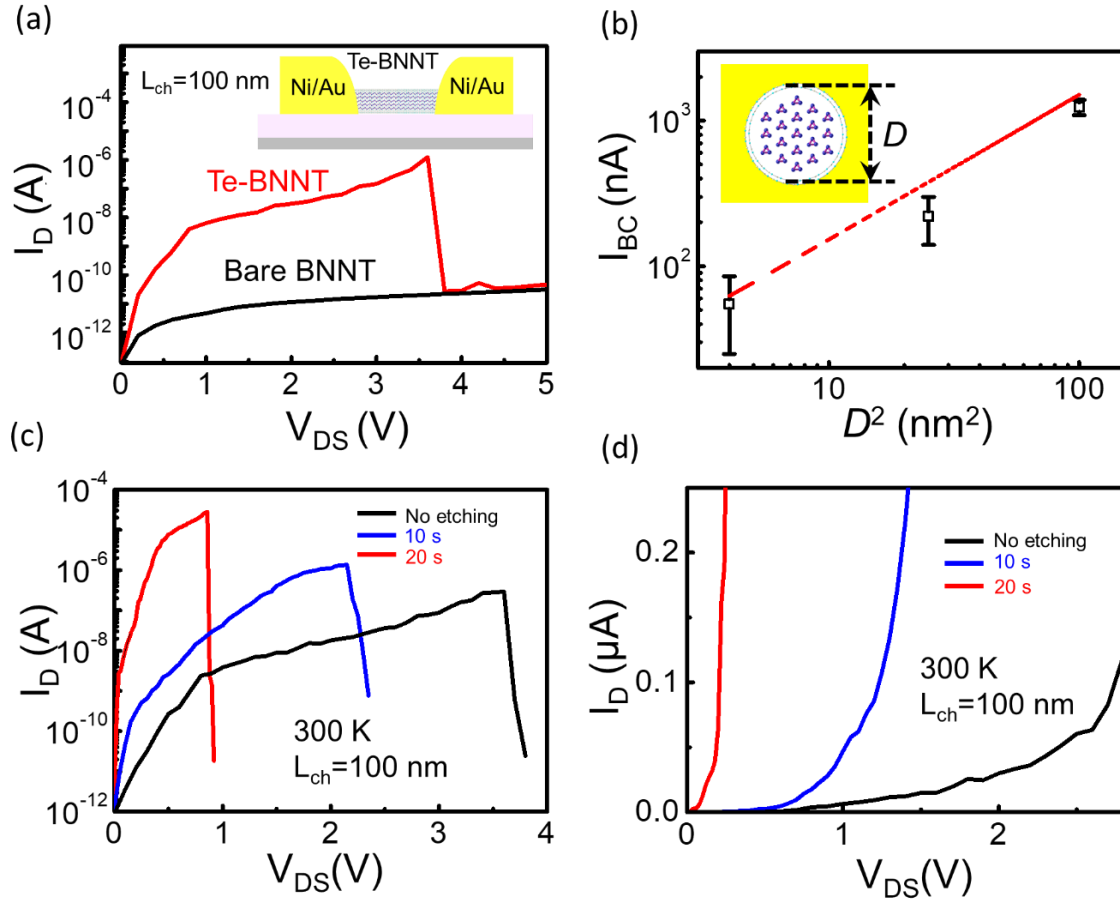 (a)
L_ch=100 nm
Te-BNNT
Ni/Au Ni/Au
Te-BNNT
Bare BNNT
I_D (A)
10^-4
10^-6
10^-8
10^-10
10^-12
0 1 2 3 4 5
V_DS (V)
(b)
D
I_BC (nA)
10^3
10^2
10 100
D^2 (nm^2)
(c)
No etching
10 s
20 s
300 K
L_ch=100 nm
I_D (A)
10^-4
10^-6
10^-8
10^-10
10^-12
0 1 2 3 4
V_DS(V)
(d)
No etching
10 s
20 s
300 K
L_ch=100 nm
I_D (µA)
0.2
0.1
0.0
0 1 2
V_DS(V)